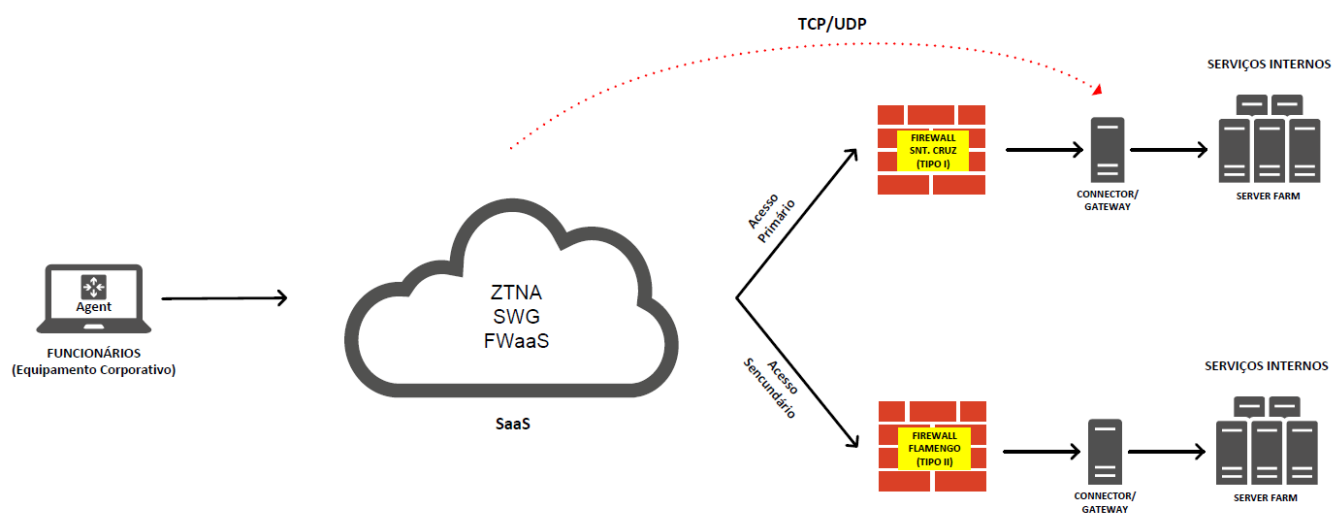 TCP/UDP
SERVIÇOS INTERNOS
FIREWALL
SNT. CRUZ
(TIPO I)
CONNECTOR/
GATEWAY
SERVER FARM
Acesso
Primário
Agent
FUNCIONÁRIOS
(Equipamento Corporativo)
ZTNA
SWG
FWaaS
SaaS
Acesso
Sencundário
SERVIÇOS INTERNOS
FIREWALL
FLAMENGO
(TIPO II)
CONNECTOR/
GATEWAY
SERVER FARM